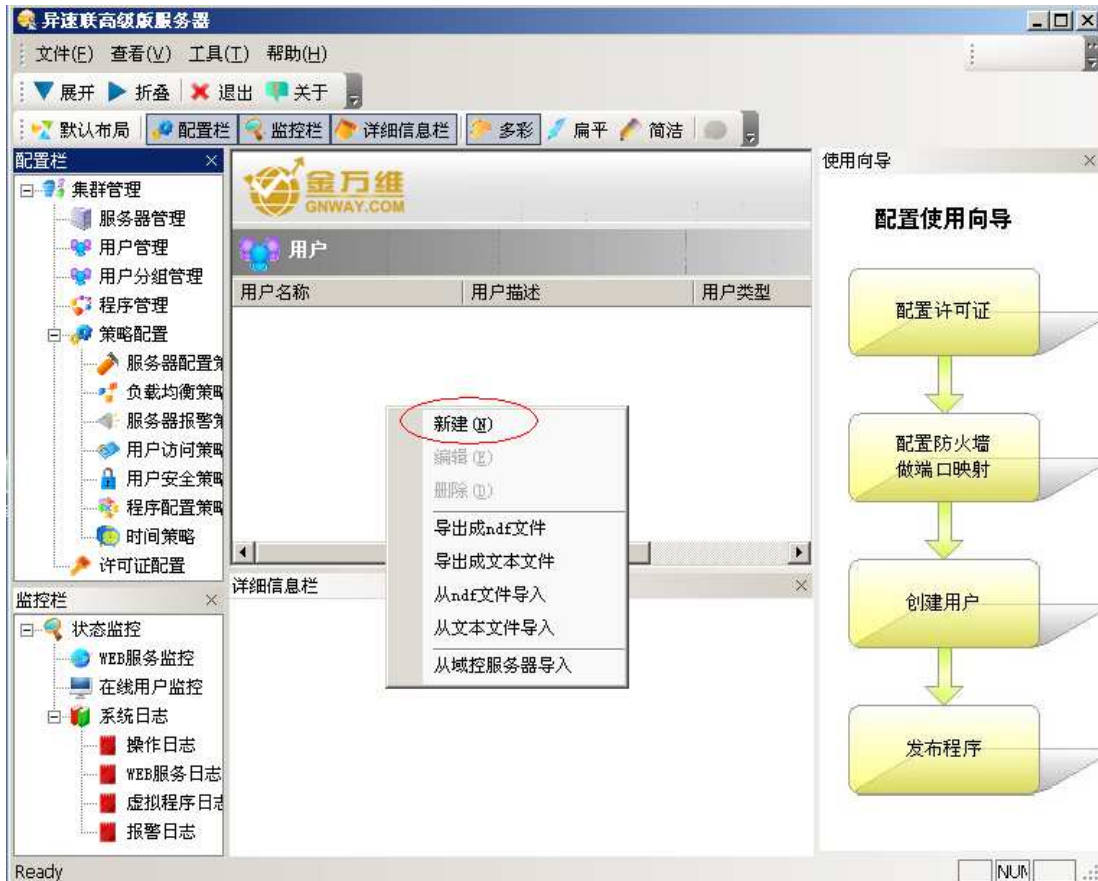 异速联高级版服务器
文件(F) 查看(V) 工具(T) 帮助(H)
展开 折叠 退出 关于
默认布局 配置栏 监控栏 详细信息栏 多彩 扁平 简洁
配置栏
集群管理
服务器管理
用户管理
用户分组管理
程序管理
策略配置
服务器配置策
负载均衡策略
服务器报警策
用户访问策略
用户安全策略
程序配置策略
时间策略
许可证配置
监控栏
状态监控
WEB服务监控
在线用户监控
系统日志
操作日志
WEB服务日志
虚拟程序日志
报警日志
金万维
GNWAY.COM
用户
用户名称 用户描述 用户类型
新建(N)
编辑(E)
删除(D)
导出成ndf文件
导出成文本文件
从ndf文件导入
从文本文件导入
从域控服务器导入
详细信息栏
使用向导
配置使用向导
配置许可证
配置防火墙
做端口映射
创建用户
发布程序
Ready
NUM